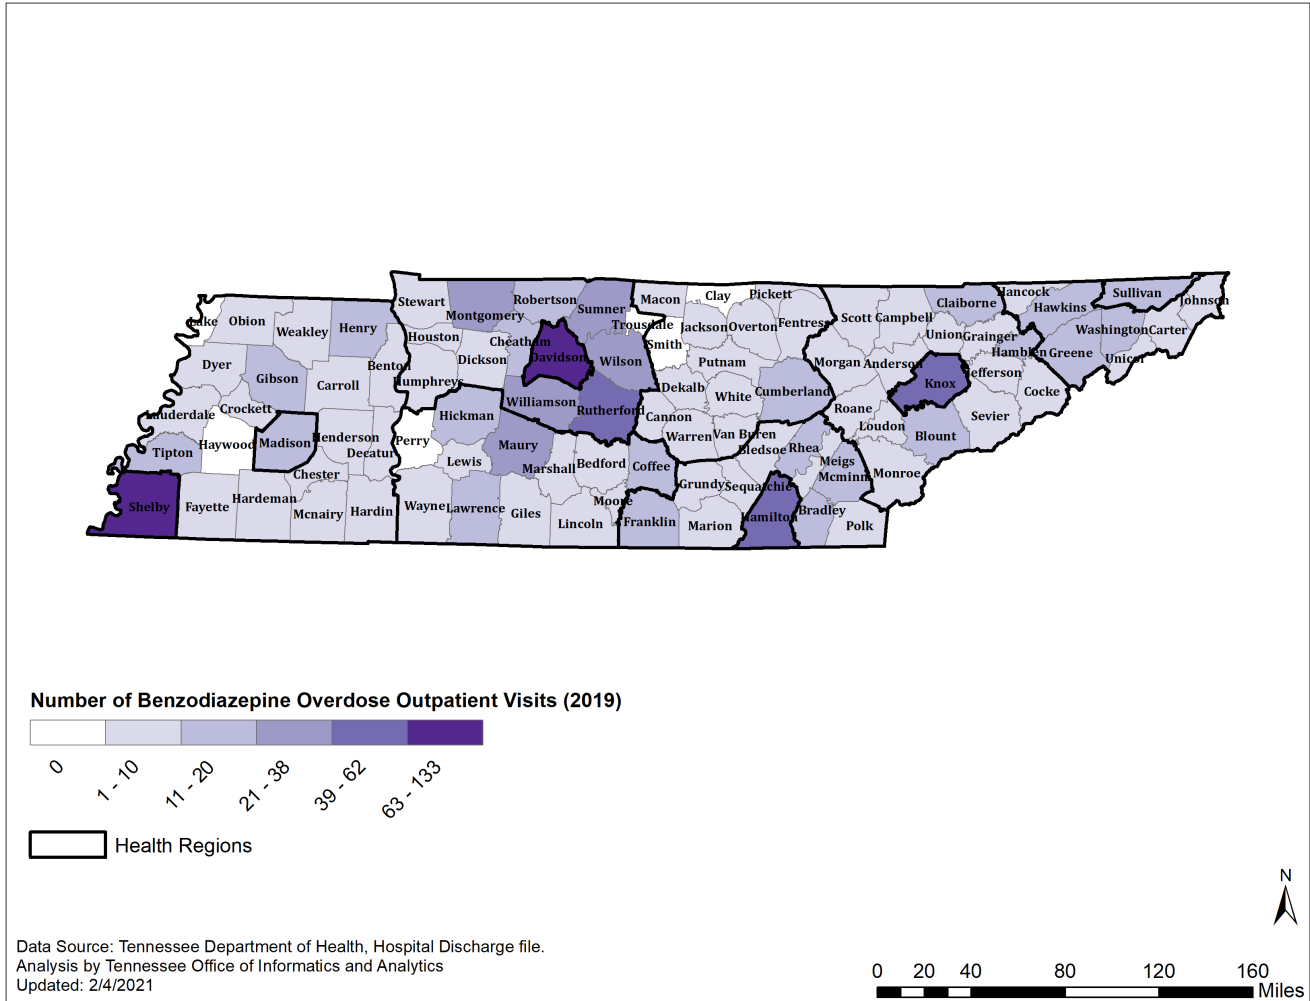 Stewart
Montgomery
Robertson
Sumner
Macon
Clay
Pickett
Hancock
Claiborne
Hawkins
Sullivan
Johnson
Lake
Obion
Weakley
Henry
Houston
Trousdale
Jackson
Overton
Fentress
Scott
Campbell
Union
Grainger
Washington
Carter
Dyer
Benton
Dickson
Cheatham
Davidson
Wilson
Smith
Putnam
Morgan
Anderson
Hamblen
Greene
Unicoi
Gibson
Carroll
Humphreys
Williamson
Rutherford
Dekalb
White
Cumberland
Knox
Jefferson
Cocke
Lauderdale
Crockett
Hickman
Cannon
Roane
Loudon
Sevier
Tipton
Haywood
Madison
Henderson
Decatur
Perry
Maury
Warren
Van Buren
Bledsoe
Rhea
Blount
Chester
Lewis
Marshall
Bedford
Coffee
Meigs
Mcminn
Monroe
Shelby
Fayette
Hardeman
Mcnairy
Hardin
Wayne
Lawrence
Giles
Lincoln
Moore
Franklin
Grundy
Sequatchie
Marion
Hamilton
Bradley
Polk
Number of Benzodiazepine Overdose Outpatient Visits (2019)
0
1 - 10
11 - 20
21 - 38
39 - 62
63 - 133
Health Regions
N
Data Source: Tennessee Department of Health, Hospital Discharge file.
Analysis by Tennessee Office of Informatics and Analytics
Updated: 2/4/2021
0 20 40 80 120 160
Miles